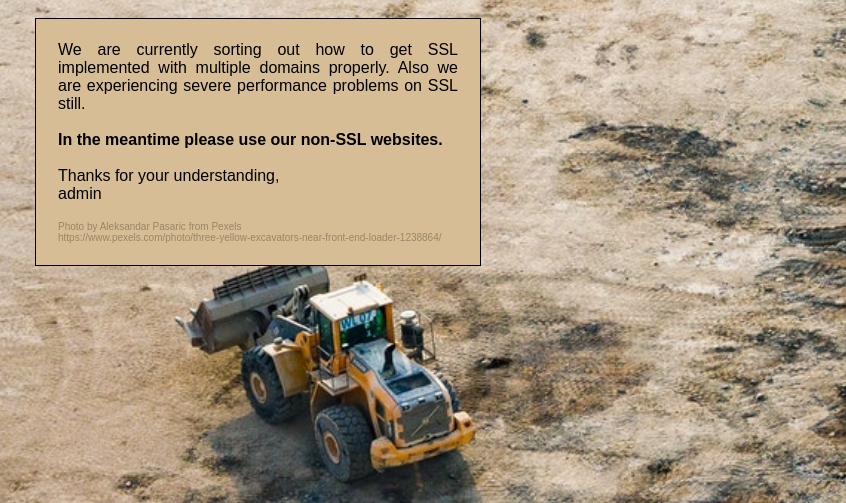 We are currently sorting out how to get SSL
implemented with multiple domains properly. Also we
are experiencing severe performance problems on SSL
still.
In the meantime please use our non-SSL websites.
Thanks for your understanding,
admin
Photo by Aleksandar Pasaric from Pexels
https://www.pexels.com/photo/three-yellow-excavators-near-front-end-loader-1238864/
WL 07